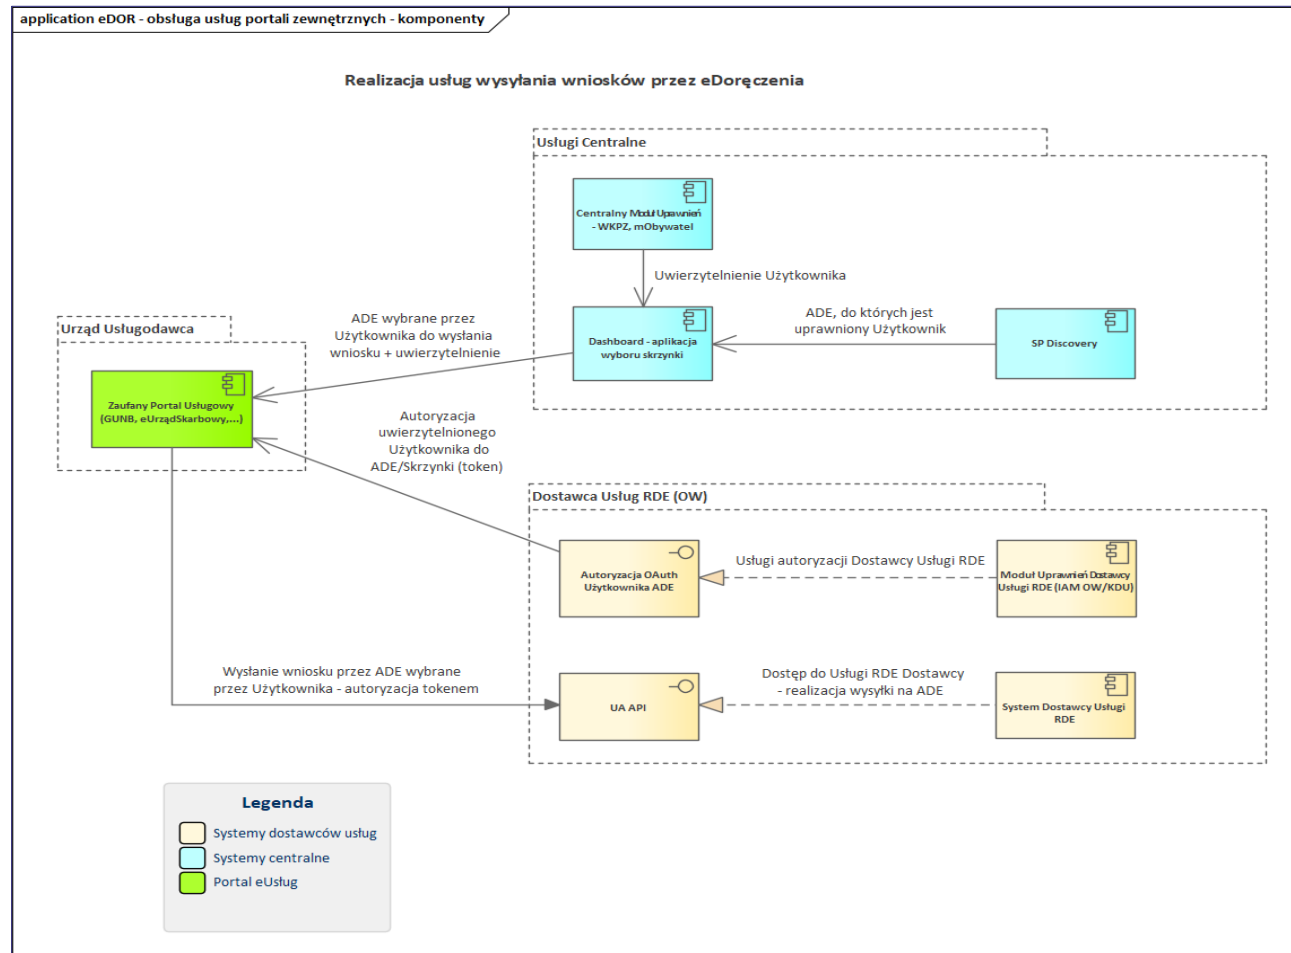 application eDOR - obsługa usług portali zewnętrznych - komponenty
Realizacja usług wysyłania wniosków przez eDoręczenia
Usługi Centralne
Centralny Moduł Uprawnień
- WKPZ, mObywatel
Uwierzytelnienie Użytkownika
ADE wybrane przez
Użytkownika do wysłania
wniosku + uwierzytelnienie
Dashboard - aplikacja
wyboru skrzynki
ADE, do których jest
uprawniony Użytkownik
SP Discovery
Urząd Usługodawca
Zaufany Portal Usługowy
(GUNB, eUrządSkarbowy,...)
Autoryzacja
uwierzytelnionego
Użytkownika do
ADE/Skrzynki (token)
Dostawca Usług RDE (OW)
Autoryzacja OAuth
Użytkownika ADE
Usługi autoryzacji Dostawcy Usługi RDE
Moduł Uprawnień Dostawcy
Usługi RDE (IAM OW/KDU)
Wysłanie wniosku przez ADE wybrane
przez Użytkownika - autoryzacja tokenem
UA API
Dostęp do Usługi RDE Dostawcy
- realizacja wysyłki na ADE
System Dostawcy Usługi
RDE
Legenda
Systemy dostawców usług
Systemy centralne
Portal eUsług